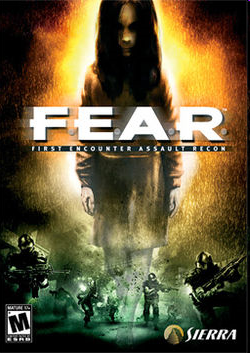 F.E.A.R.
FIRST ENCOUNTER ASSAULT RECON
MATURE 17+
M
ESRB
SIERRA